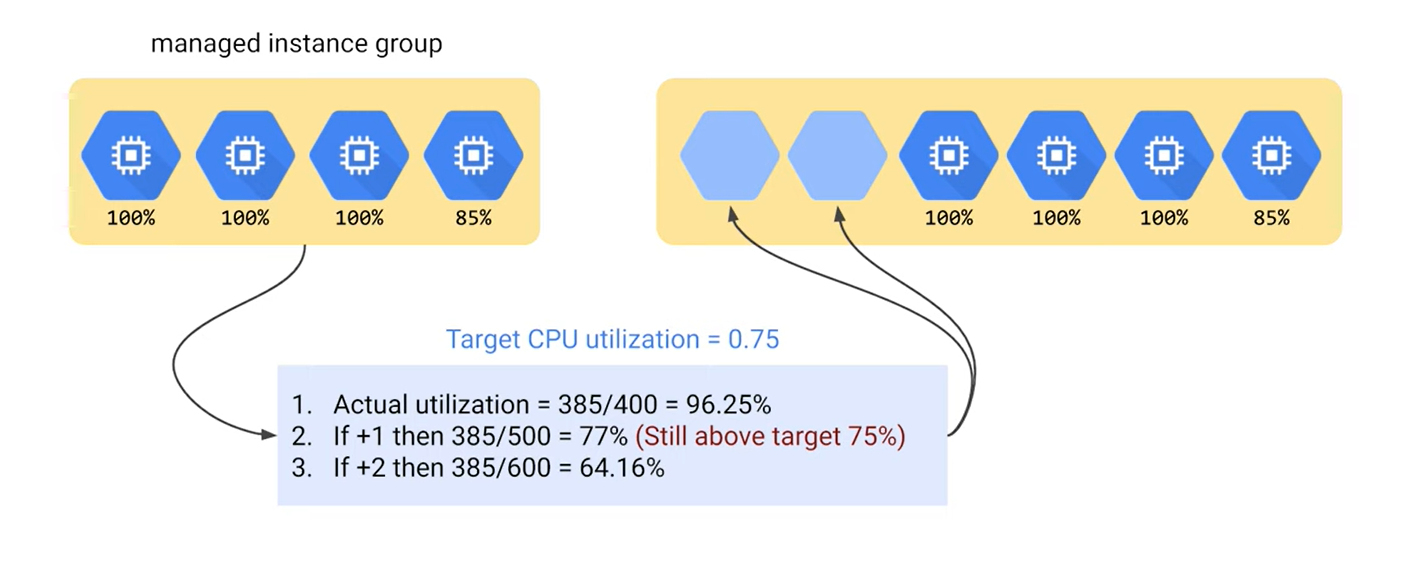 managed instance group
100%
100%
100%
85%
100%
100%
100%
85%
Target CPU utilization = 0.75
1. Actual utilization = 385/400 = 96.25%
2. If +1 then 385/500 = 77% (Still above target 75%)
3. If +2 then 385/600 = 64.16%